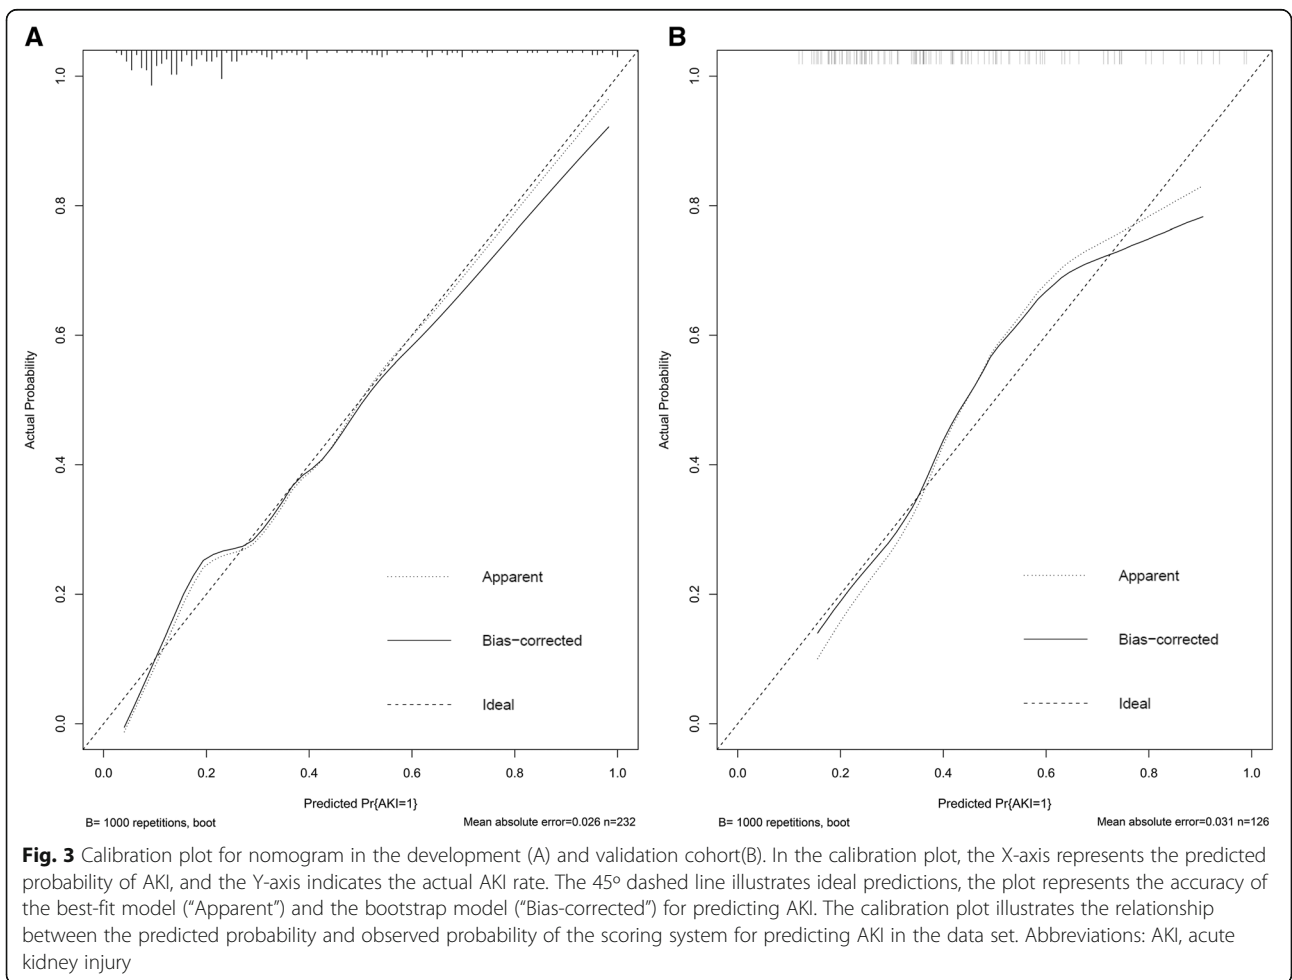 A
B
1.0
0.8
0.6
0.4
0.2
0.0
Actual Probability
Apparent
Bias−corrected
Ideal
0.0 0.2 0.4 0.6 0.8 1.0
Predicted Pr{AKI=1}
B= 1000 repetitions, boot
Mean absolute error=0.026 n=232
1.0
0.8
0.6
0.4
0.2
0.0
Actual Probability
Apparent
Bias−corrected
Ideal
0.0 0.2 0.4 0.6 0.8 1.0
Predicted Pr{AKI=1}
B= 1000 repetitions, boot
Mean absolute error=0.031 n=126
Fig. 3 Calibration plot for nomogram in the development (A) and validation cohort(B). In the calibration plot, the X-axis represents the predicted
probability of AKI, and the Y-axis indicates the actual AKI rate. The 45º dashed line illustrates ideal predictions, the plot represents the accuracy of
the best-fit model (“Apparent”) and the bootstrap model (“Bias-corrected”) for predicting AKI. The calibration plot illustrates the relationship
between the predicted probability and observed probability of the scoring system for predicting AKI in the data set. Abbreviations: AKI, acute
kidney injury